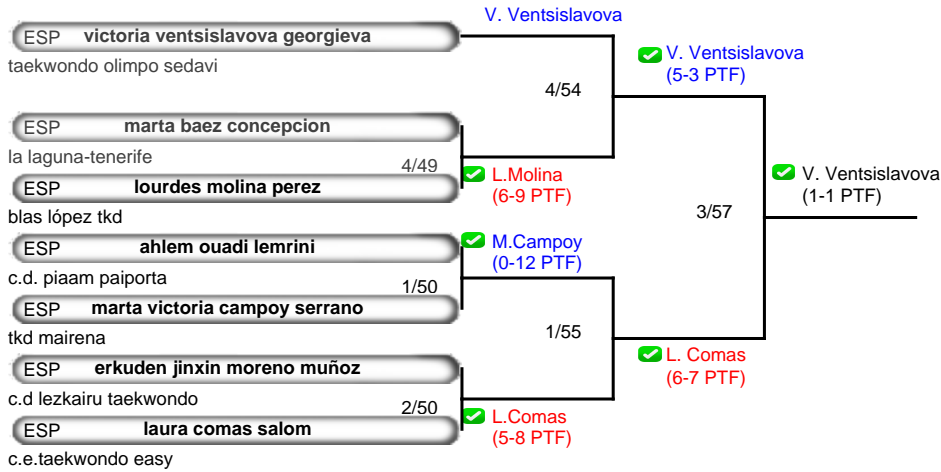 V. Ventsislavova
ESP victoria ventsislavova georgieva
taekwondo olimpo sedavi
V. Ventsislavova
(5-3 PTF)
4/54
ESP marta baez concepcion
la laguna-tenerife
4/49
L.Molina
(6-9 PTF)
ESP lourdes molina perez
blas lópez tkd
V. Ventsislavova
(1-1 PTF)
3/57
ESP ahlem ouadi lemrini
M.Campoy
(0-12 PTF)
c.d. piaam paiporta
1/50
ESP marta victoria campoy serrano
tkd mairena
1/55
ESP erkuden jinxin moreno muñoz
L. Comas
(6-7 PTF)
c.d lezkairu taekwondo
2/50
L.Comas
(5-8 PTF)
ESP laura comas salom
c.e.taekwondo easy